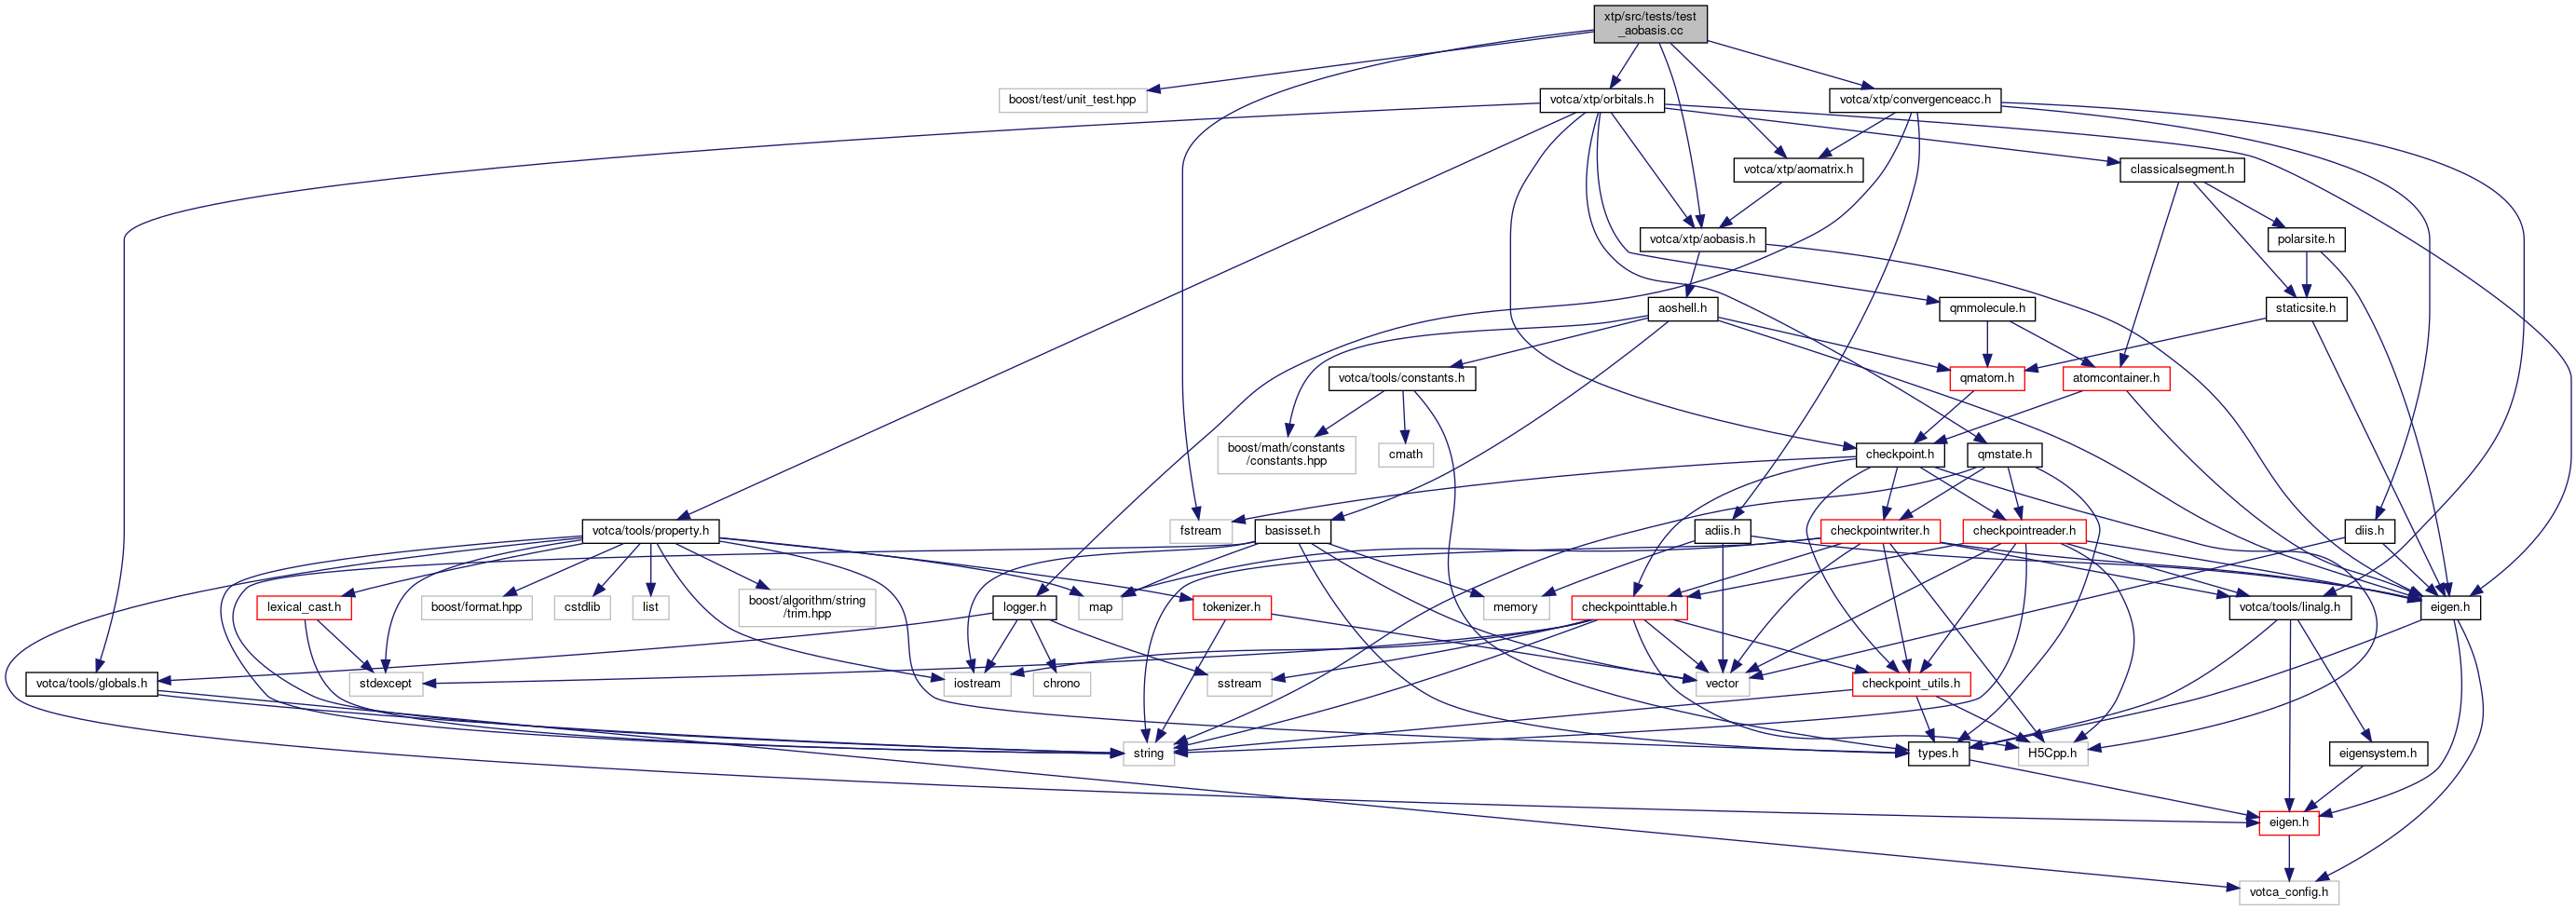 xtp/src/tests/test
_aobasis.cc
boost/test/unit_test.hpp
votca/xtp/orbitals.h
votca/xtp/convergenceacc.h
votca/xtp/aomatrix.h
classicalsegment.h
votca/xtp/aobasis.h
polarsite.h
aoshell.h
qmmolecule.h
staticsite.h
votca/tools/constants.h
qmatom.h
atomcontainer.h
boost/math/constants
/constants.hpp
cmath
checkpoint.h
qmstate.h
votca/tools/property.h
fstream
basisset.h
adiis.h
checkpointwriter.h
checkpointreader.h
diis.h
lexical_cast.h
boost/format.hpp
cstdlib
list
boost/algorithm/string
/trim.hpp
logger.h
map
tokenizer.h
memory
checkpointtable.h
votca/tools/linalg.h
eigen.h
votca/tools/globals.h
stdexcept
iostream
chrono
sstream
vector
checkpoint_utils.h
string
types.h
H5Cpp.h
eigensystem.h
eigen.h
votca_config.h